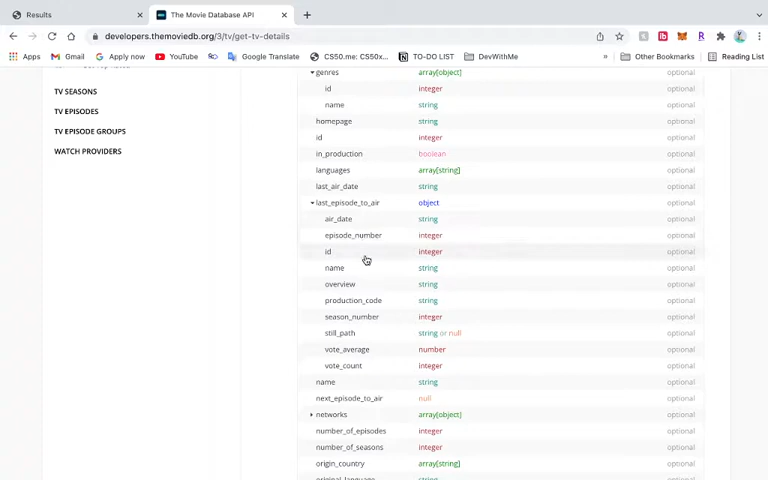 Results
The Movie Database API
developers.themoviedb.org/3/tv/get-tv-details
Apps
Gmail
Apply now
YouTube
Google Translate
CS50.me: CS50x...
TO-DO LIST
DevWithMe
»
Other Bookmarks
Reading List
TV SEASONS
TV EPISODES
TV EPISODE GROUPS
WATCH PROVIDERS
genres array[object] optional
id integer optional
name string optional
homepage string optional
id integer optional
in_production boolean optional
languages array[string] optional
last_air_date string optional
last_episode_to_air object optional
air_date string optional
episode_number integer optional
id integer optional
name string optional
overview string optional
production_code string optional
season_number integer optional
still_path string or null optional
vote_average number optional
vote_count integer optional
name string optional
next_episode_to_air null optional
networks array[object] optional
number_of_episodes integer optional
number_of_seasons integer optional
origin_country array[string] optional
original_language string optional